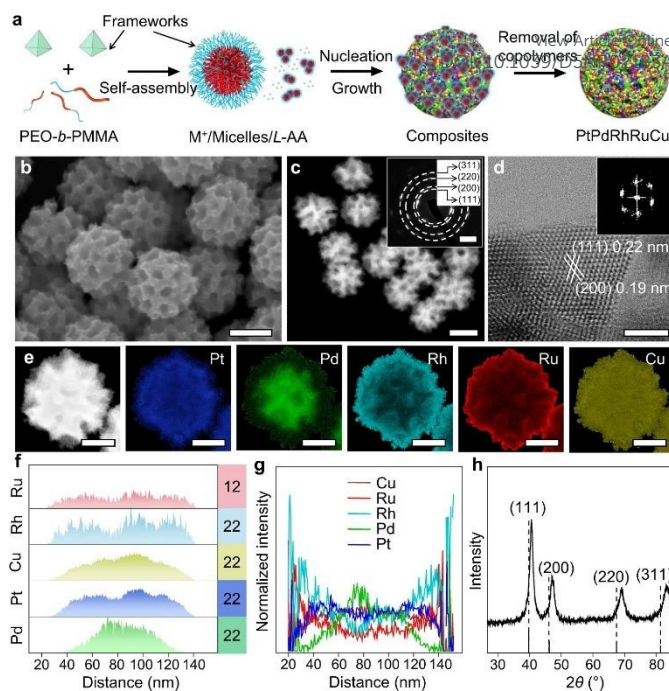 a
Frameworks
+
Self-assembly
PEO-b-PMMA
M⁺/Micelles/L-AA
Nucleation
Growth
Composites
Removal of
copolymers
View Article Online
PtPdRhRuCu
b
c
(311)
(220)
(200)
(111)
d
(111) 0.22 nm
(200) 0.19 nm
e
Pt
Pd
Rh
Ru
Cu
f
Ru
12
Rh
22
Cu
22
Pt
22
Pd
22
20 40 60 80 100 120 140
Distance (nm)
g
Normalized intensity
Cu
Ru
Rh
Pd
Pt
20 40 60 80 100 120 140
Distance (nm)
h
Intensity
(111)
(200)
(220)
(311)
30 40 50 60 70 80
2θ (°)